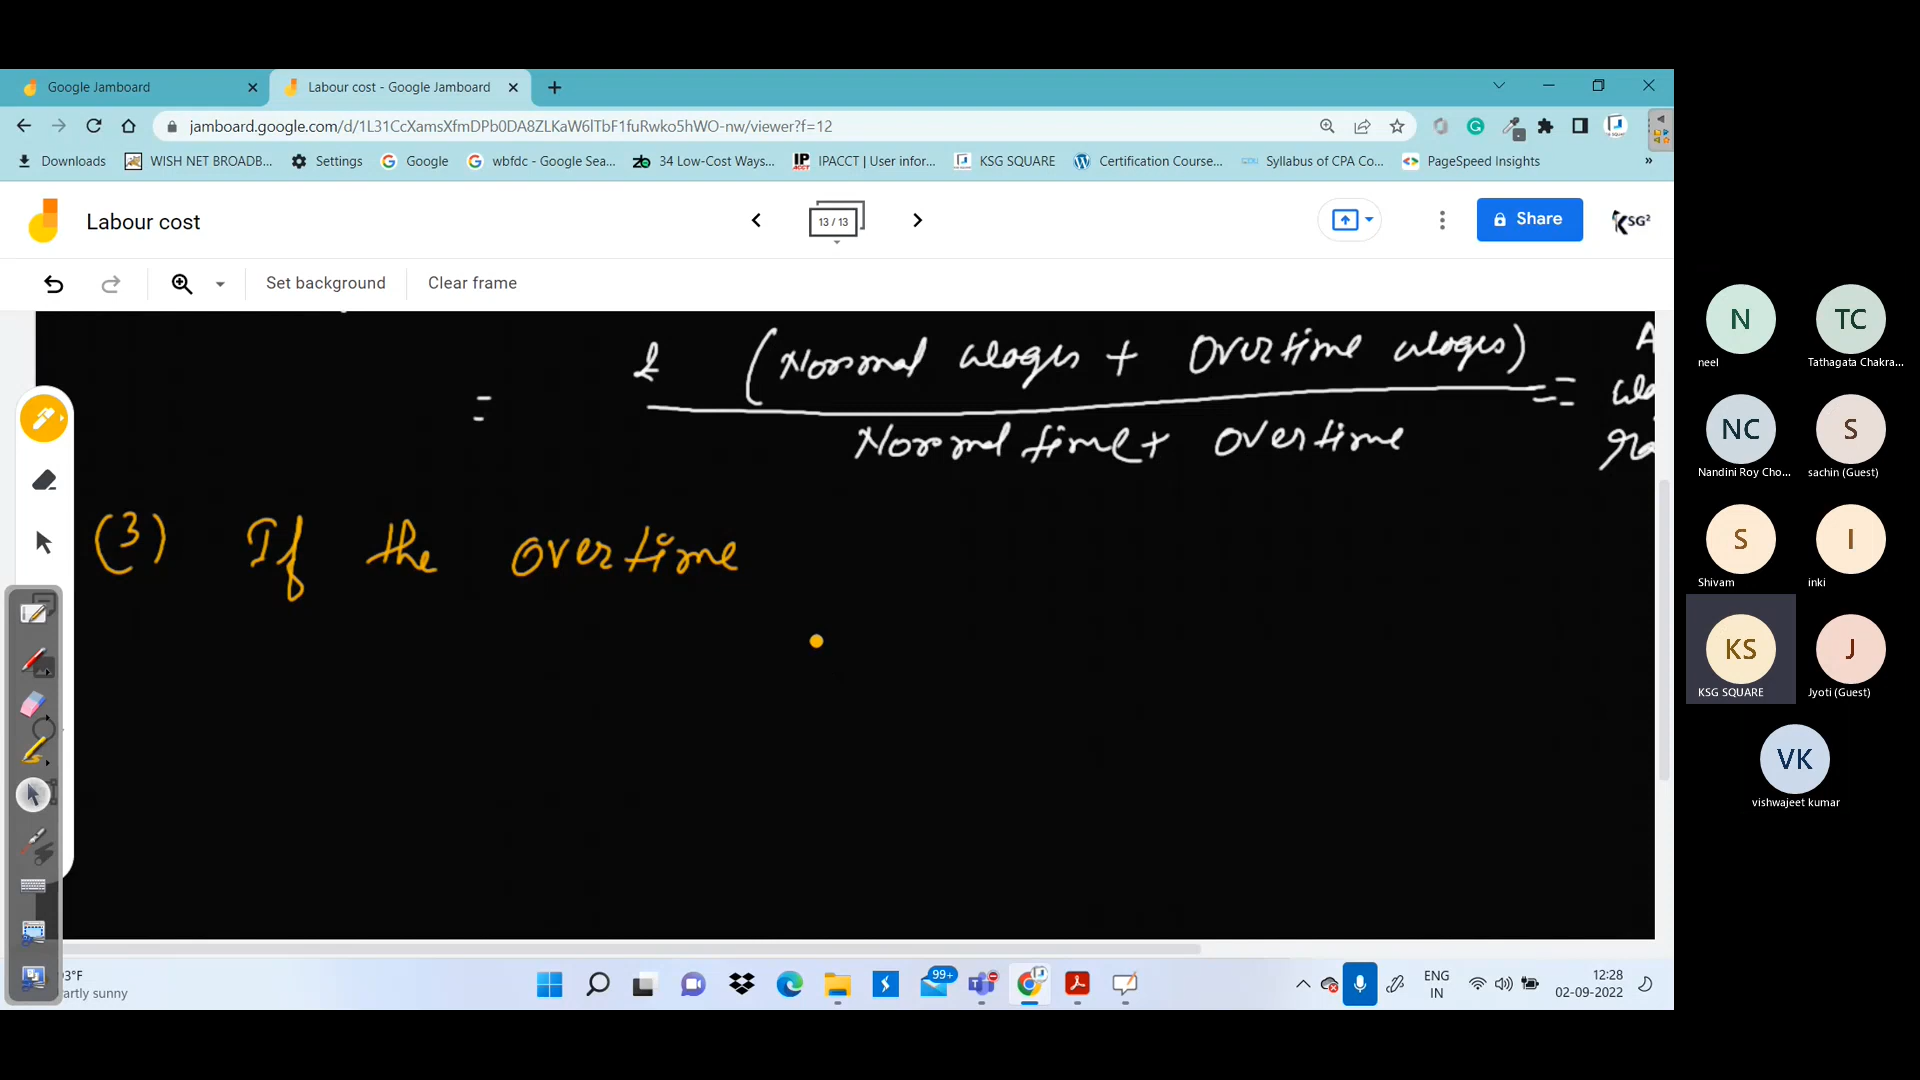 Google Jamboard
Labour cost - Google Jamboard
jamboard.google.com/d/1L31CcXamsXfmDPb0DA8ZLKaW6lTbF1fuRwko5hWO-nw/viewer?f=12
Downloads WISH NET BROADB... Settings Google wbfdc - Google Sea... 34 Low-Cost Ways... IPACCT | User infor... KSG SQUARE Certification Course... Syllabus of CPA Co... PageSpeed Insights »
Labour cost
13 / 13
Share
KSG²
Set background Clear frame
(Normal wages + Overtime wages)
= =
Normal time + Overtime
(3) If the overtime
N
TC
neel
Tathagata Chakra...
NC
S
Nandini Roy Cho...
sachin (Guest)
S
I
Shivam
inki
KS
J
KSG SQUARE
Jyoti (Guest)
VK
vishwajeet kumar
93°F
artly sunny
99+
ENG
IN
12:28
02-09-2022